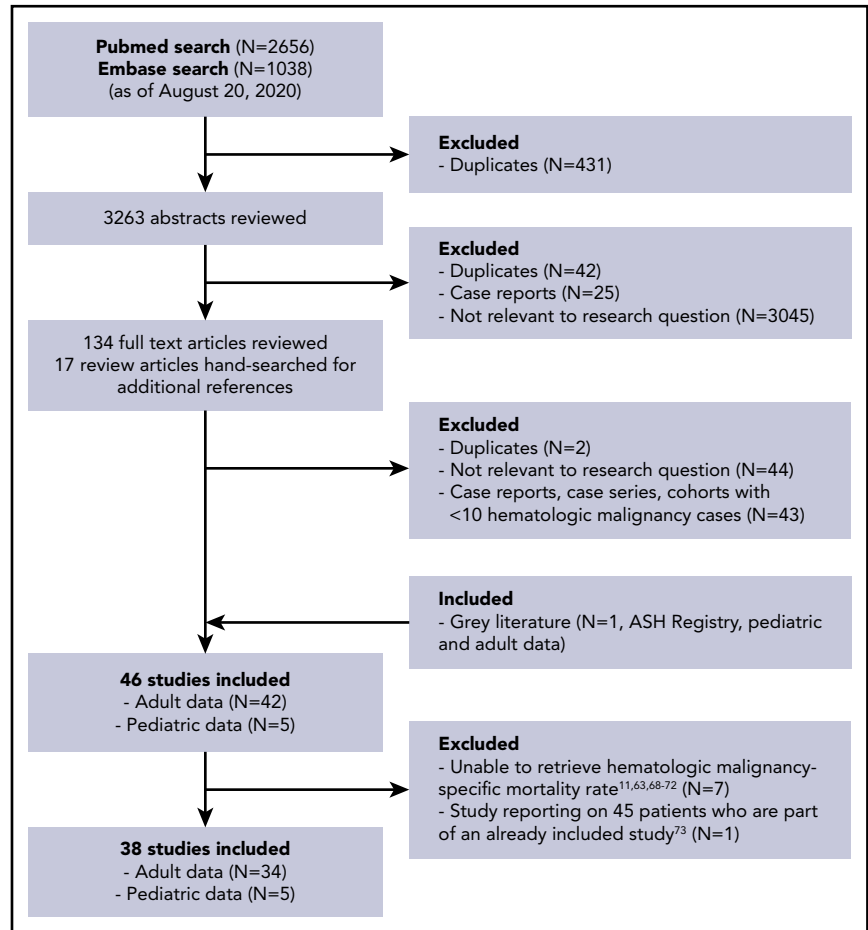 Pubmed search (N=2656)
Embase search (N=1038)
(as of August 20, 2020)
Excluded
- Duplicates (N=431)
3263 abstracts reviewed
Excluded
- Duplicates (N=42)
- Case reports (N=25)
- Not relevant to research question (N=3045)
134 full text articles reviewed
17 review articles hand-searched for
additional references
Excluded
- Duplicates (N=2)
- Not relevant to research question (N=44)
- Case reports, case series, cohorts with
<10 hematologic malignancy cases (N=43)
Included
- Grey literature (N=1, ASH Registry, pediatric
and adult data)
46 studies included
- Adult data (N=42)
- Pediatric data (N=5)
Excluded
- Unable to retrieve hematologic malignancy-
specific mortality rate11,63,68-72 (N=7)
- Study reporting on 45 patients who are part
of an already included study73 (N=1)
38 studies included
- Adult data (N=34)
- Pediatric data (N=5)